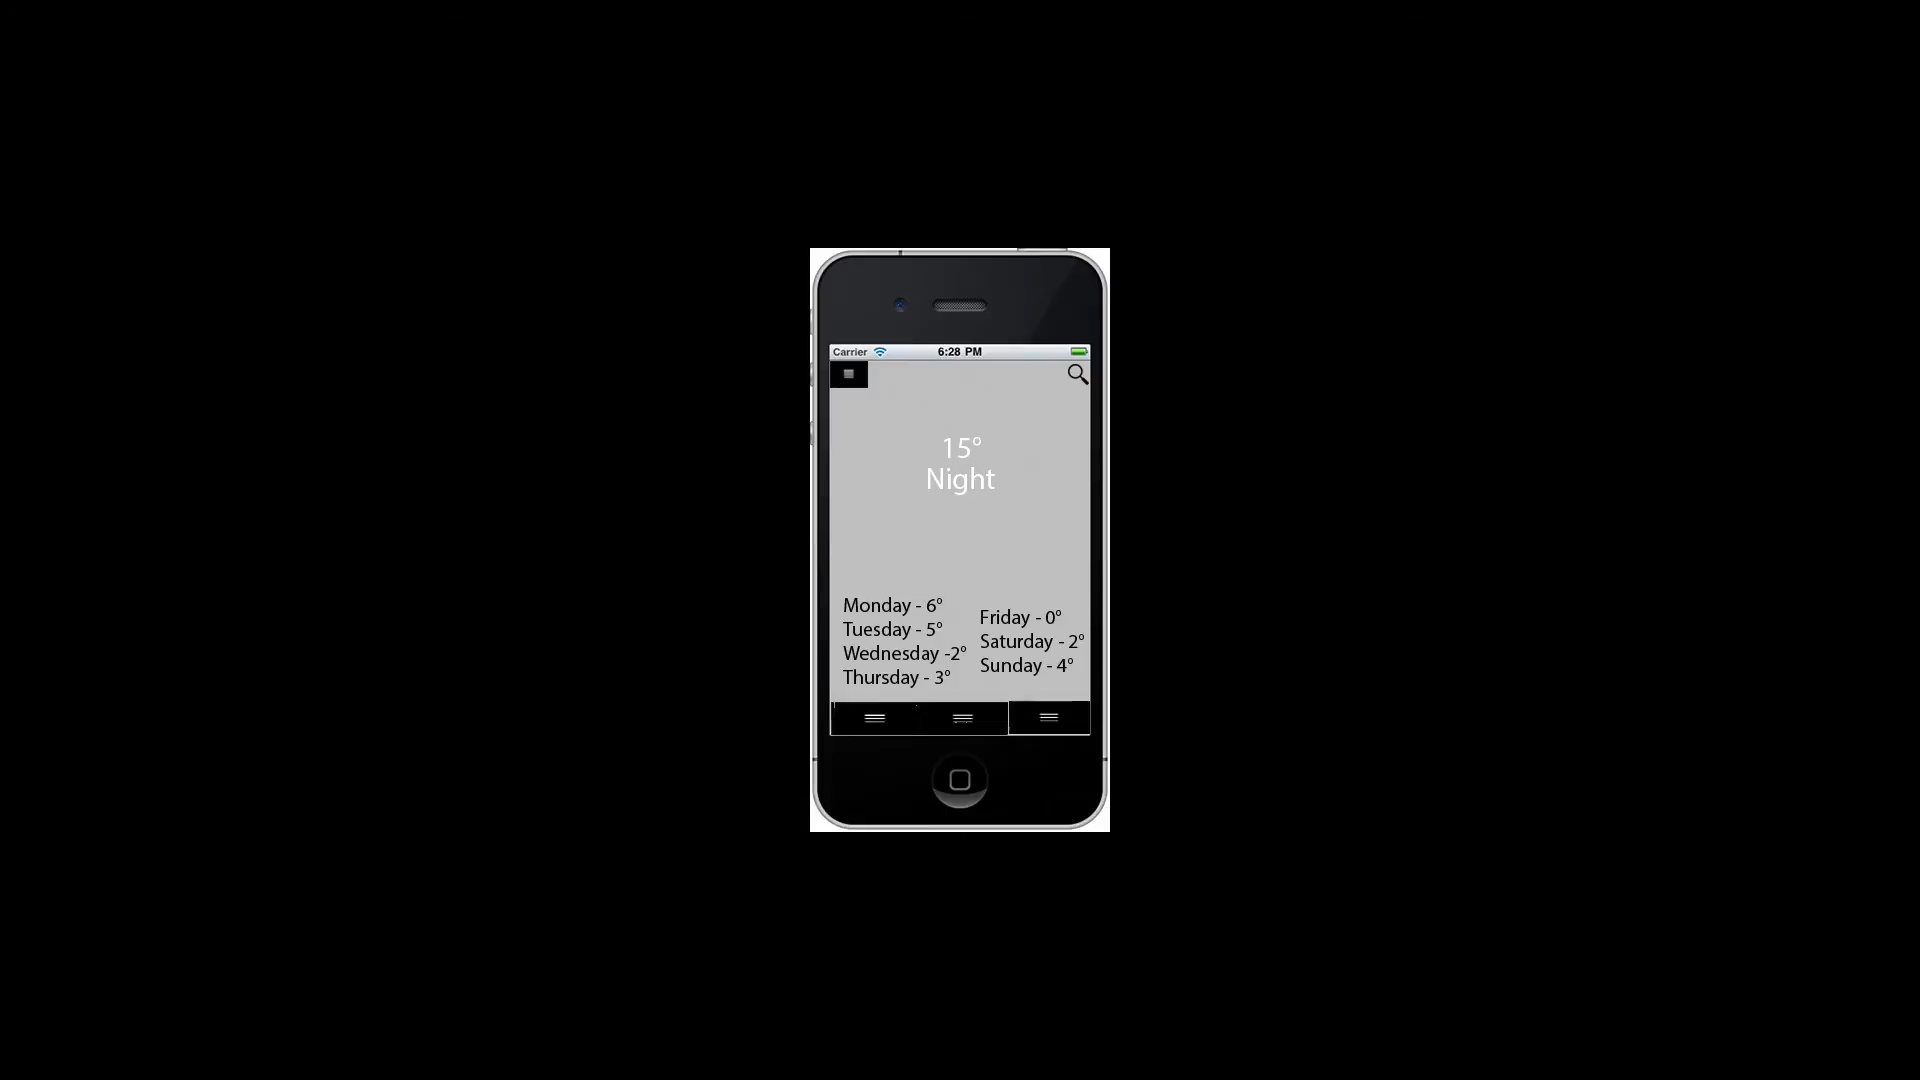 Carrier 6:28 PM
15°
Night
Monday - 6°
Tuesday - 5°
Wednesday -2°
Thursday - 3°
Friday - 0°
Saturday - 2°
Sunday - 4°